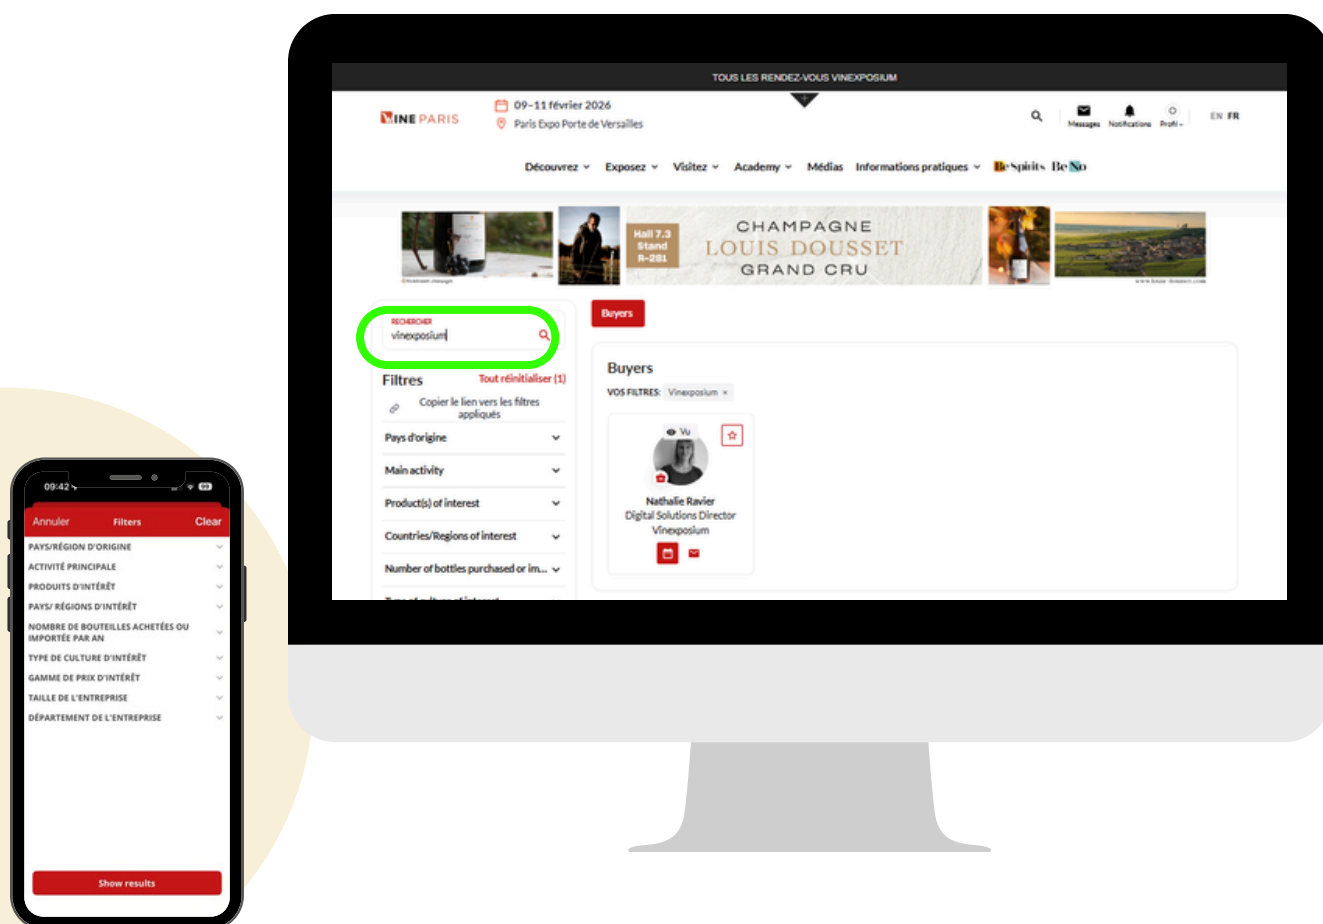 TOUS LES RENDEZ-VOUS VINEXPOSIUM
WINE PARIS
09–11 février 2026
Paris Expo Porte de Versailles
Messages
Notifications
Profil
EN FR
Découvrez
Exposez
Visitez
Academy
Médias
Informations pratiques
Be Spirits
Be No
Hall 7.3
Stand
R-281
CHAMPAGNE
LOUIS DOUSSET
GRAND CRU
RECHERCHER
vinexposium
Filtres
Tout réinitialiser (1)
Copier le lien vers les filtres
appliqués
Pays d'origine
Main activity
Product(s) of interest
Countries/Regions of interest
Number of bottles purchased or im...
Buyers
Buyers
VOS FILTRES:
Vinexposium ×
Vu
Nathalie Ravier
Digital Solutions Director
Vinexposium
09:42
99
Annuler
Filters
Clear
PAYS/RÉGION D'ORIGINE
ACTIVITÉ PRINCIPALE
PRODUITS D'INTÉRÊT
PAYS/ RÉGIONS D'INTÉRÊT
NOMBRE DE BOUTEILLES ACHETÉES OU
IMPORTÉE PAR AN
TYPE DE CULTURE D'INTÉRÊT
GAMME DE PRIX D'INTÉRÊT
TAILLE DE L'ENTREPRISE
DÉPARTEMENT DE L'ENTREPRISE
Show results